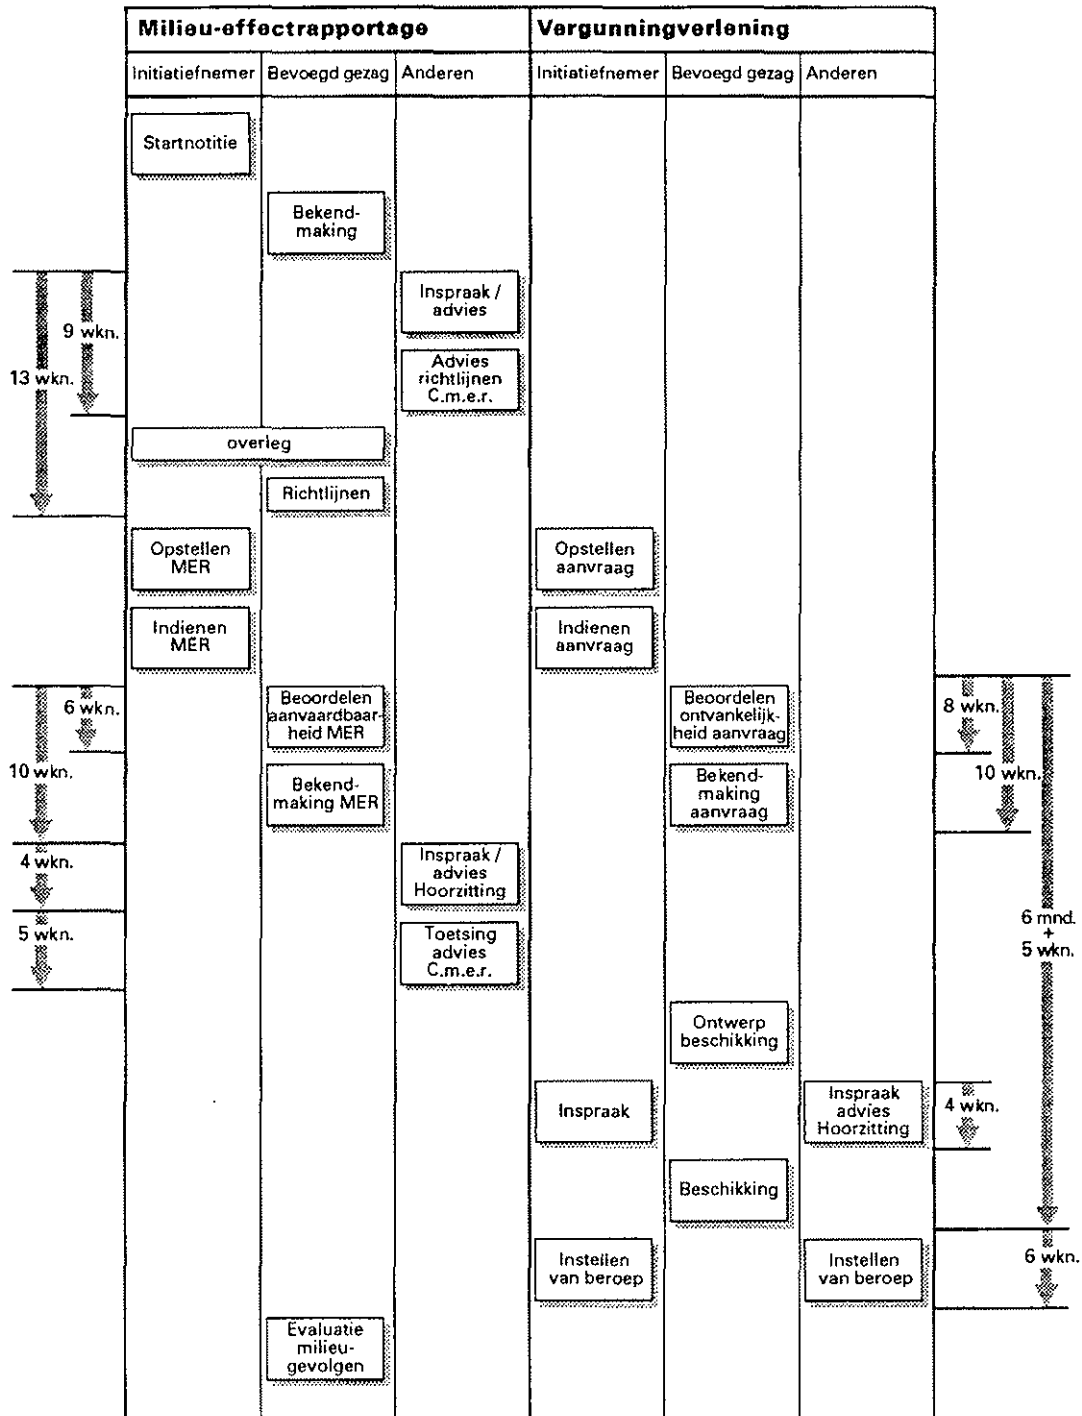 Milieu-effectrapportage
Vergunningverlening
Initiatiefnemer
Bevoegd gezag
Anderen
Initiatiefnemer
Bevoegd gezag
Anderen
Startnotitie
Bekend-
making
Inspraak /
advies
9 wkn.
13 wkn.
Advies
richtlijnen
C.m.e.r.
overleg
Richtlijnen
Opstellen
MER
Opstellen
aanvraag
Indienen
MER
Indienen
aanvraag
6 wkn.
Beoordelen
aanvaardbaar-
heid MER
Beoordelen
ontvankelijk-
heid aanvraag
8 wkn.
10 wkn.
Bekend-
making MER
Bekend-
making
aanvraag
10 wkn.
4 wkn.
Inspraak /
advies
Hoorzitting
5 wkn.
Toetsing
advies
C.m.e.r.
6 mnd.
+
5 wkn.
Ontwerp
beschikking
Inspraak
Inspraak
advies
Hoorzitting
4 wkn.
Beschikking
Instellen
van beroep
Instellen
van beroep
6 wkn.
Evaluatie
milieu-
gevolgen